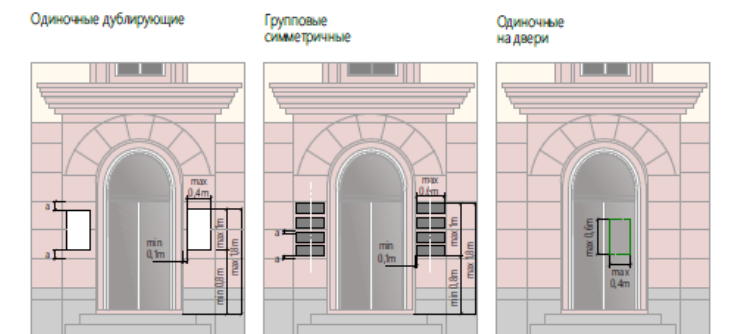 Одиночные дублирующие
Групповые
симметричные
Одиночные
на двери
max
0,4m
a
a
min
0,1m
max 1m
max 1,8m
min 0,8m
max
0,6m
a
a
min
0,1m
max 1m
max 1,8m
min 0,8m
max 0,6m
max
0,4m